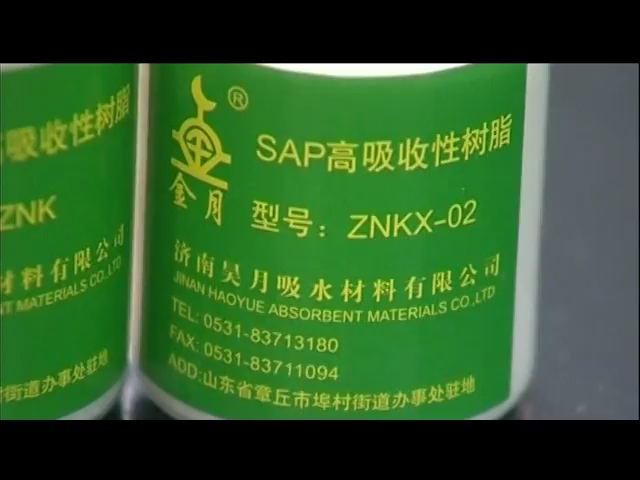 ®
金月
SAP高吸收性树脂
型号：ZNKX-02
济南昊月吸水材料有限公司
JINAN HAOYUE ABSORBENT MATERIALS CO.,LTD
TEL: 0531-83713180
FAX: 0531-83711094
ADD:山东省章丘市埠村街道办事处驻地
吸收性树脂
ZNK
材料有限公司
ENT MATERIALS CO.,LTD
街道办事处驻地